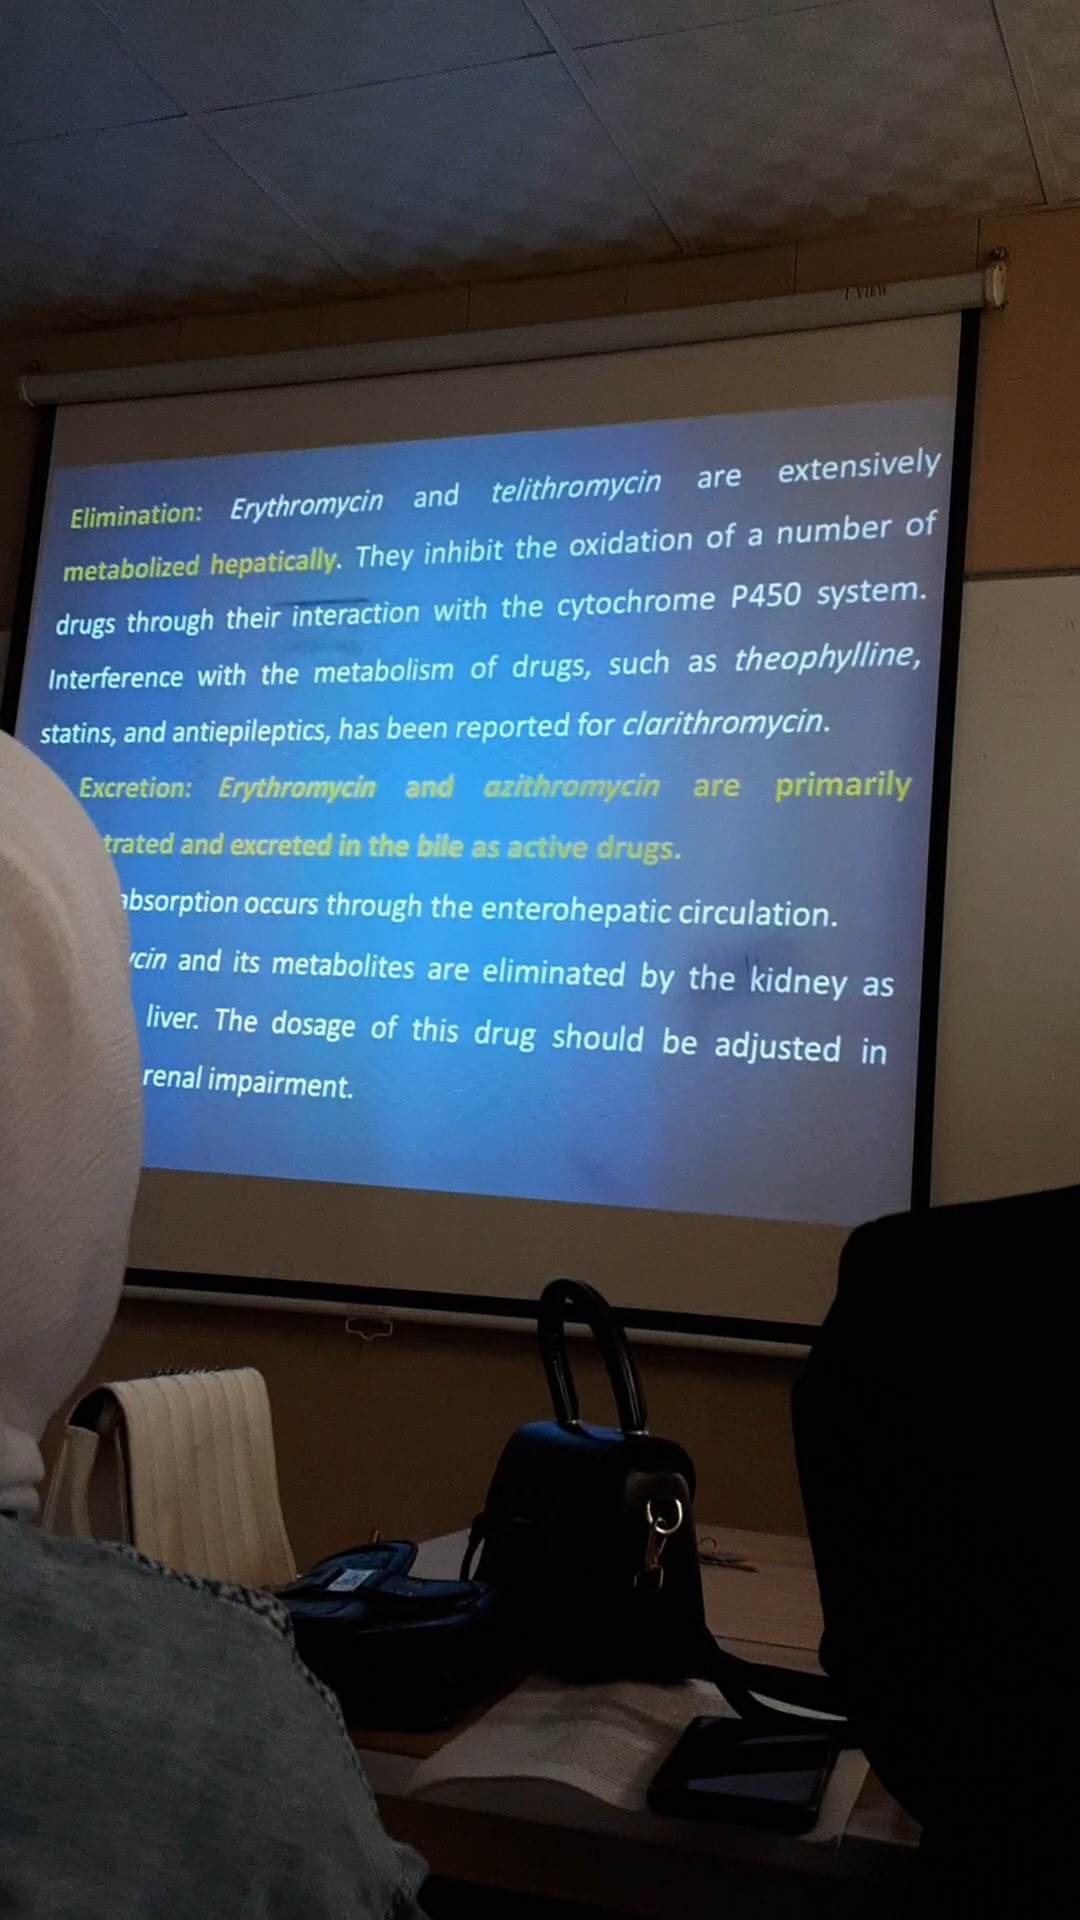 VIEW
Elimination: Erythromycin and telithromycin are extensively
metabolized hepatically. They inhibit the oxidation of a number of
drugs through their interaction with the cytochrome P450 system.
Interference with the metabolism of drugs, such as theophylline,
statins, and antiepileptics, has been reported for clarithromycin.
Excretion: Erythromycin and azithromycin are primarily
trated and excreted in the bile as active drugs.
absorption occurs through the enterohepatic circulation.
ycin and its metabolites are eliminated by the kidney as
liver. The dosage of this drug should be adjusted in
renal impairment.